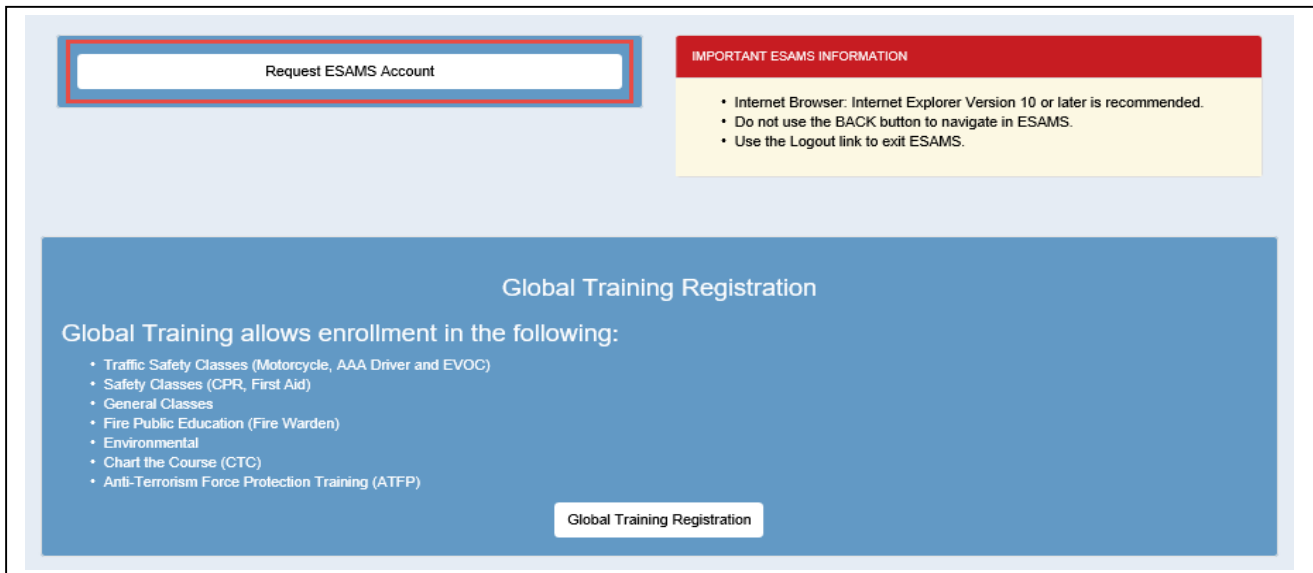 Request ESAMS Account
IMPORTANT ESAMS INFORMATION
• Internet Browser: Internet Explorer Version 10 or later is recommended.
• Do not use the BACK button to navigate in ESAMS.
• Use the Logout link to exit ESAMS.
Global Training Registration
Global Training allows enrollment in the following:
• Traffic Safety Classes (Motorcycle, AAA Driver and EVOC)
• Safety Classes (CPR, First Aid)
• General Classes
• Fire Public Education (Fire Warden)
• Environmental
• Chart the Course (CTC)
• Anti-Terrorism Force Protection Training (ATFP)
Global Training Registration